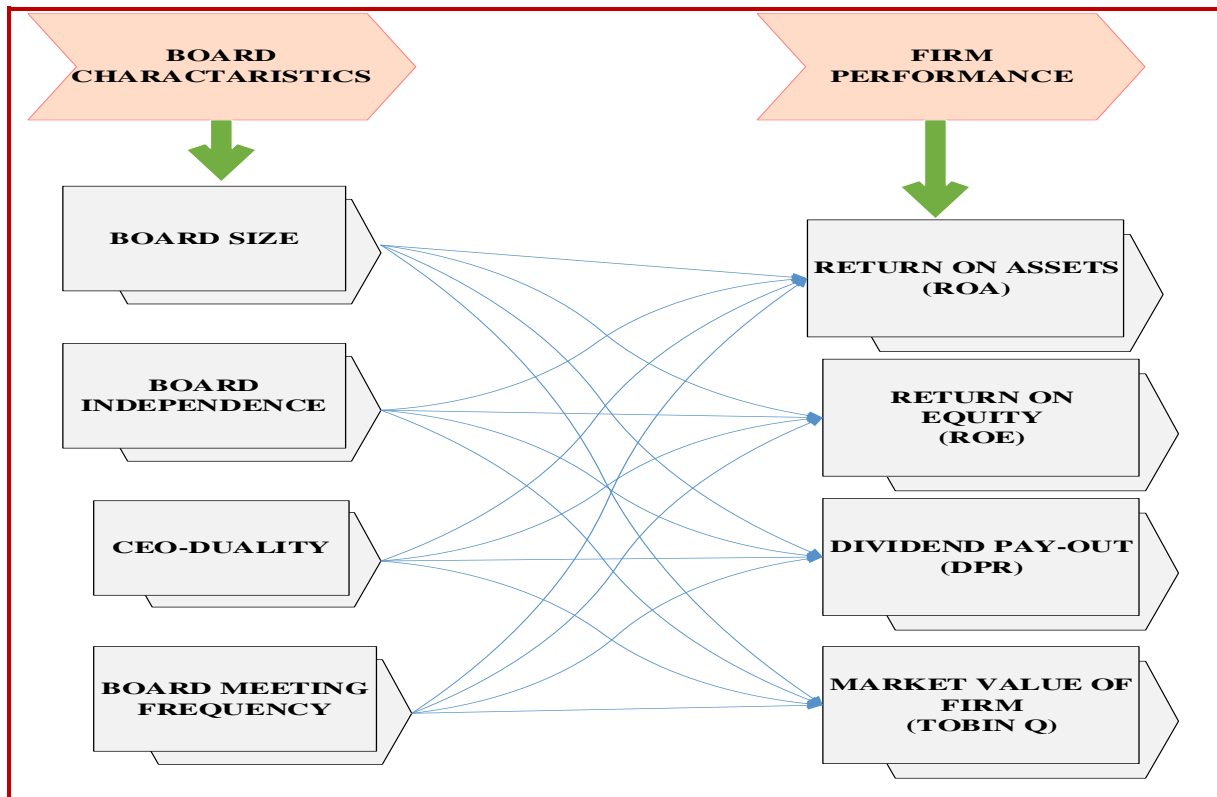 BOARD
CHARACTARISTICS
FIRM
PERFORMANCE
BOARD SIZE
BOARD
INDEPENDENCE
CEO-DUALITY
BOARD MEETING
FREQUENCY
RETURN ON ASSETS
(ROA)
RETURN ON
EQUITY
(ROE)
DIVIDEND PAY-OUT
(DPR)
MARKET VALUE OF
FIRM
(TOBIN Q)